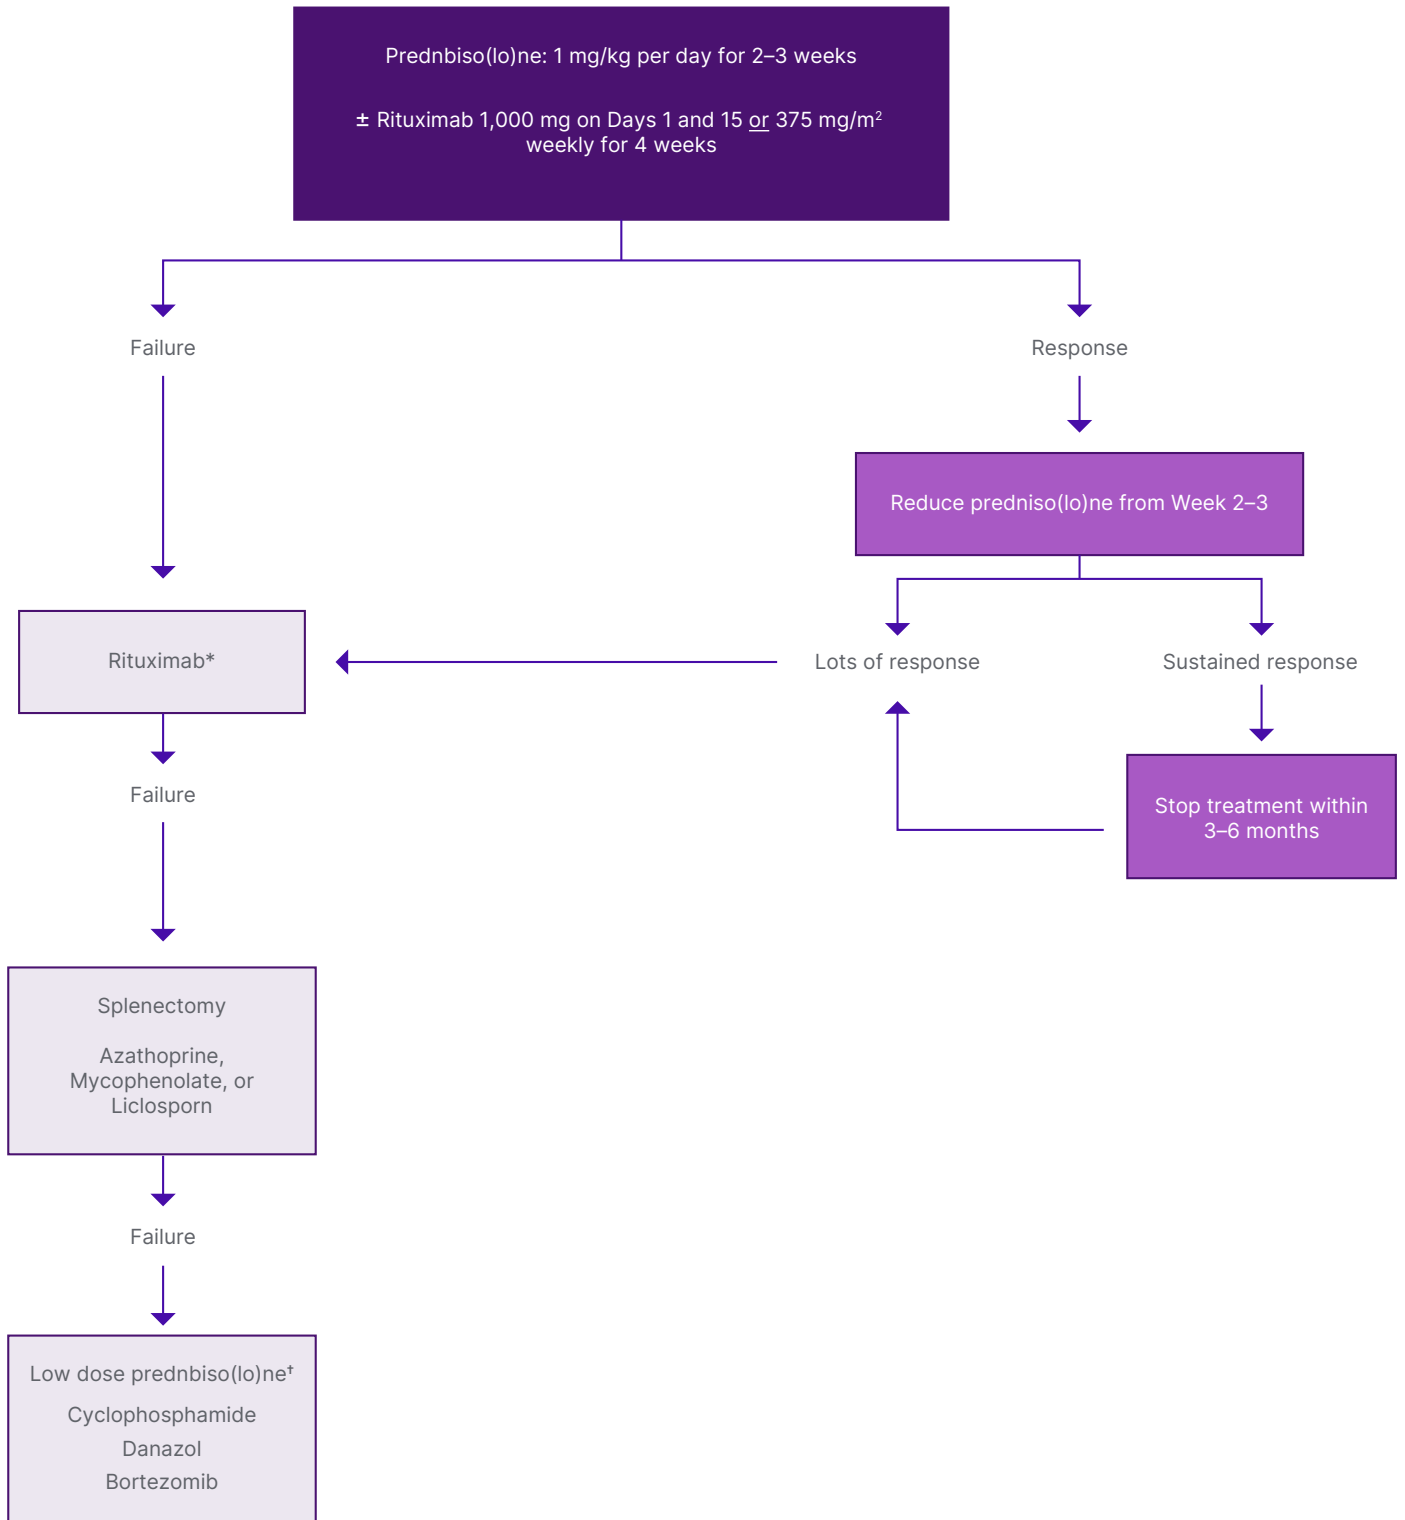 Prednbiso(lo)ne: 1 mg/kg per day for 2–3 weeks
± Rituximab 1,000 mg on Days 1 and 15 or 375 mg/m²
weekly for 4 weeks
Failure
Response
Reduce predniso(lo)ne from Week 2–3
Rituximab*
Lots of response
Sustained response
Failure
Stop treatment within
3–6 months
Splenectomy
Azathoprine,
Mycophenolate, or
Liclosporn
Failure
Low dose prednbiso(lo)ne†
Cyclophosphamide
Danazol
Bortezomib